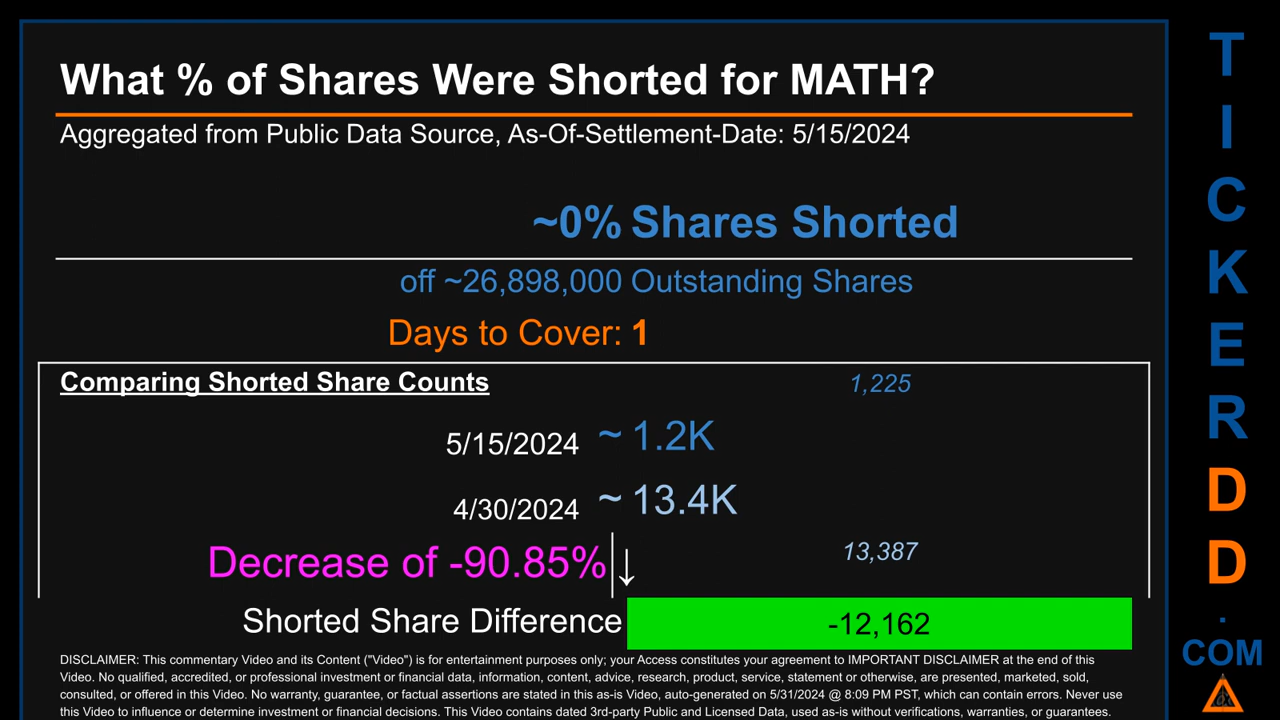 What % of Shares Were Shorted for MATH?
Aggregated from Public Data Source, As-Of-Settlement-Date: 5/15/2024
~0% Shares Shorted
off ~26,898,000 Outstanding Shares
Days to Cover: 1
Comparing Shorted Share Counts
1,225
5/15/2024 ~ 1.2K
4/30/2024 ~ 13.4K
Decrease of -90.85% ↓
13,387
Shorted Share Difference -12,162
DISCLAIMER: This commentary Video and its Content ("Video") is for entertainment purposes only; your Access constitutes your agreement to IMPORTANT DISCLAIMER at the end of this
Video. No qualified, accredited, or professional investment or financial data, information, content, advice, research, product, service, statement or otherwise, are presented, marketed, sold,
consulted, or offered in this Video. No warranty, guarantee, or factual assertions are stated in this as-is Video, auto-generated on 5/31/2024 @ 8:09 PM PST, which can contain errors. Never use
this Video to influence or determine investment or financial decisions. This Video contains dated 3rd-party Public and Licensed Data, used as-is without verifications, warranties, or guarantees.
T
I
C
K
E
R
D
D
.
COM